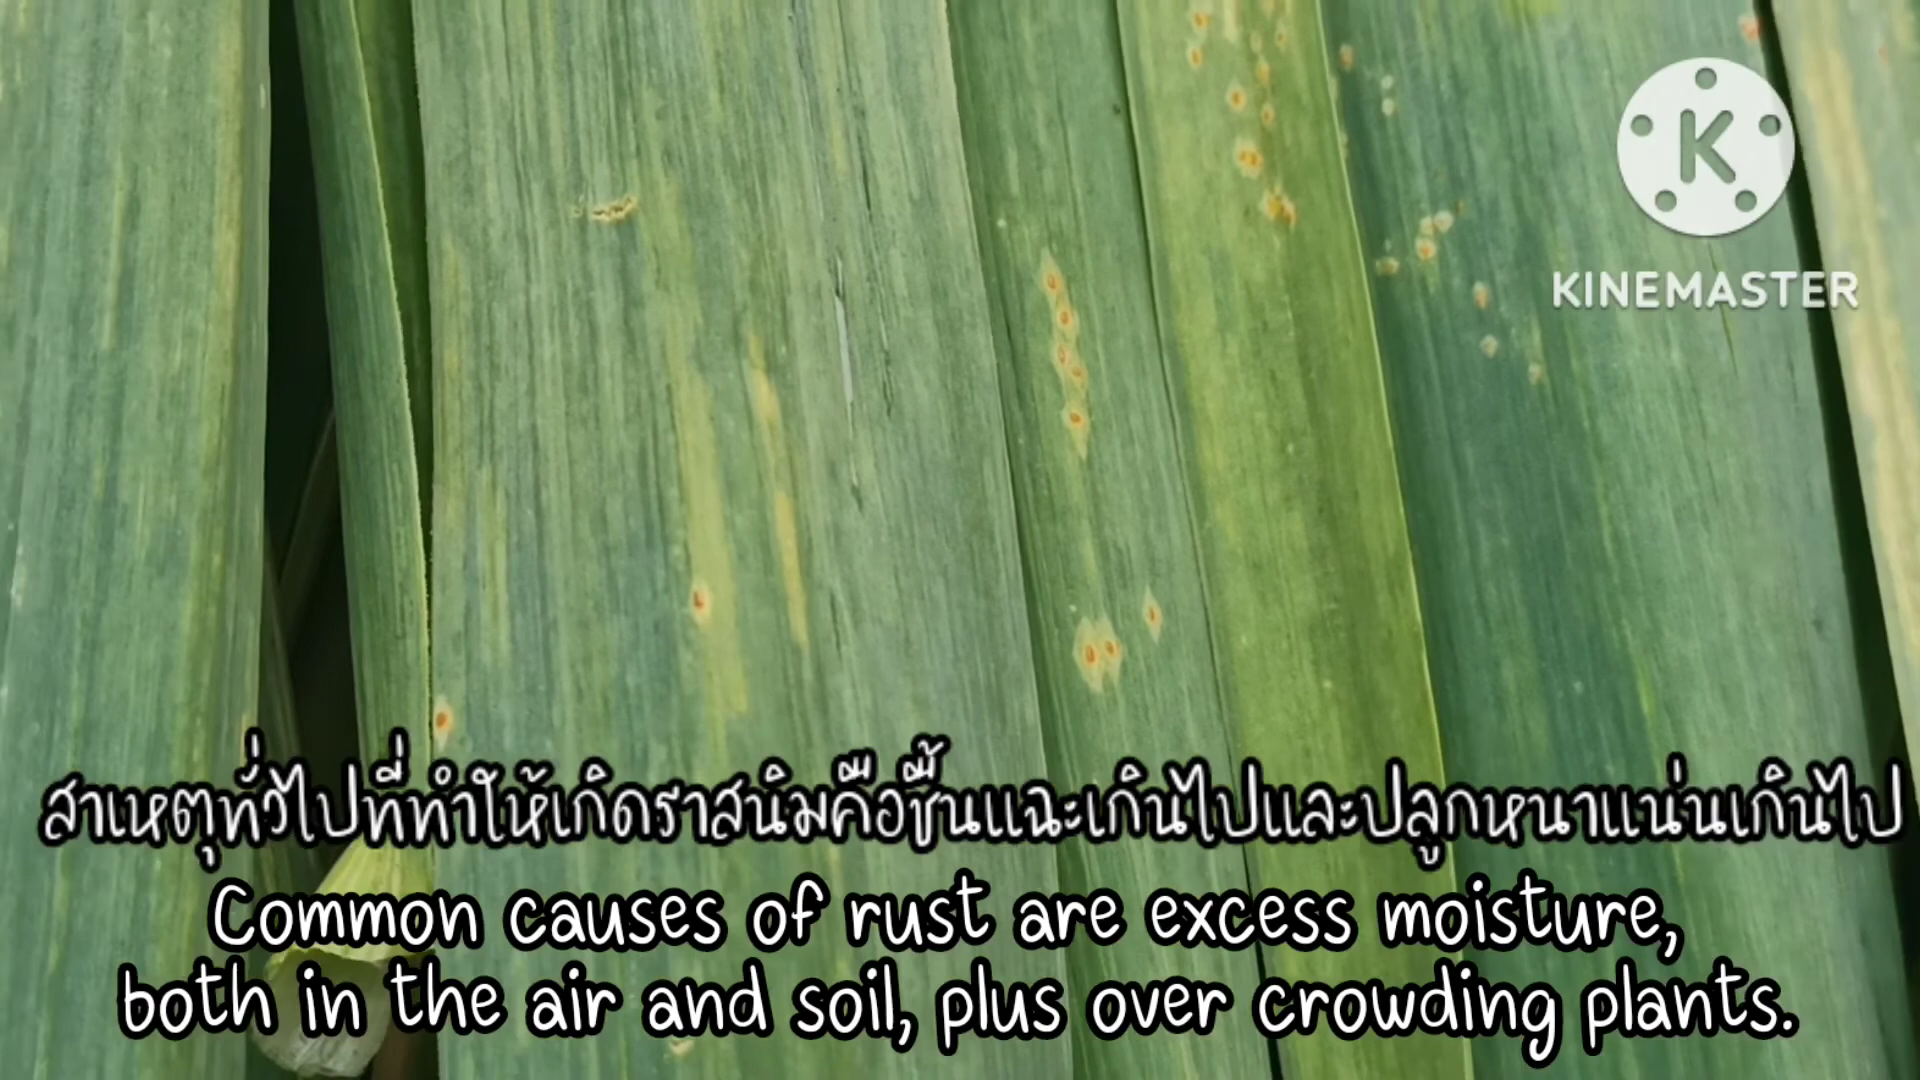 KINEMASTER
สาเหตุทั่วไปที่ทำให้เกิดราสนิมคือชื้นแฉะเกินไปและปลูกหนาแน่นเกินไป
Common causes of rust are excess moisture,
both in the air and soil, plus over crowding plants.